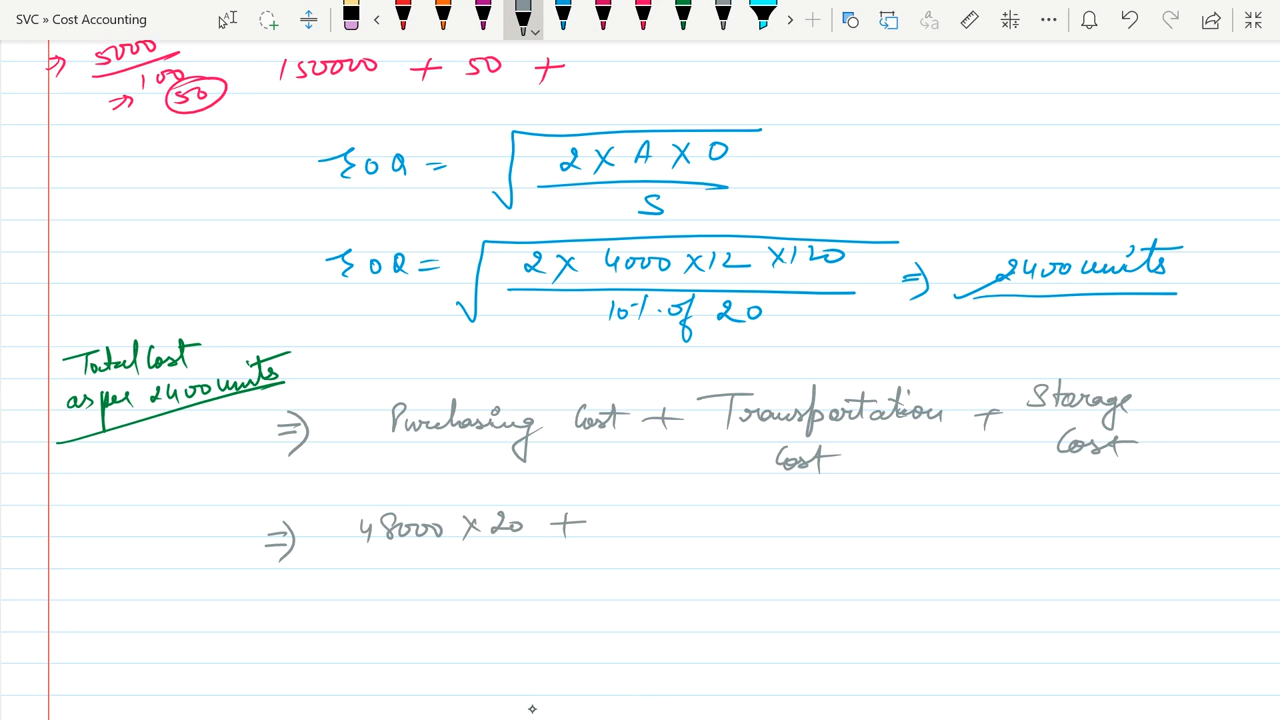 SVC » Cost Accounting
⇒ 5000/100 150000 + 50 +
⇒ 50
EOQ = √(2 × A × O / S)
EOQ = √(2 × 4000 × 12 × 120 / 10% of 20) ⇒ 2400 units
Total Cost
as per 2400 units
⇒ Purchasing Cost + Transportation Cost + Storage Cost
⇒ 48000 × 20 +